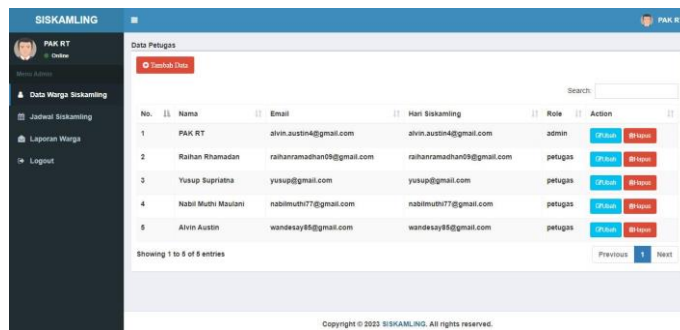 SISKAMLING
PAK RT
PAK RT
Online
Menu Admin
Data Warga Siskamling
Jadwal Siskamling
Laporan Warga
Logout
Data Petugas
Tambah Data
Search:
No. Nama Email Hari Siskamling Role Action
1 PAK RT alvin.austin4@gmail.com alvin.austin4@gmail.com admin Ubah Hapus
2 Raihan Rhamadan raihanramadhan09@gmail.com raihanramadhan09@gmail.com petugas Ubah Hapus
3 Yusup Supriatna yusup@gmail.com yusup@gmail.com petugas Ubah Hapus
4 Nabil Muthi Maulani nabilmuthi77@gmail.com nabilmuthi77@gmail.com petugas Ubah Hapus
5 Alvin Austin wandesay85@gmail.com wandesay85@gmail.com petugas Ubah Hapus
Showing 1 to 5 of 5 entries
Previous 1 Next
Copyright © 2023 SISKAMLING. All rights reserved.